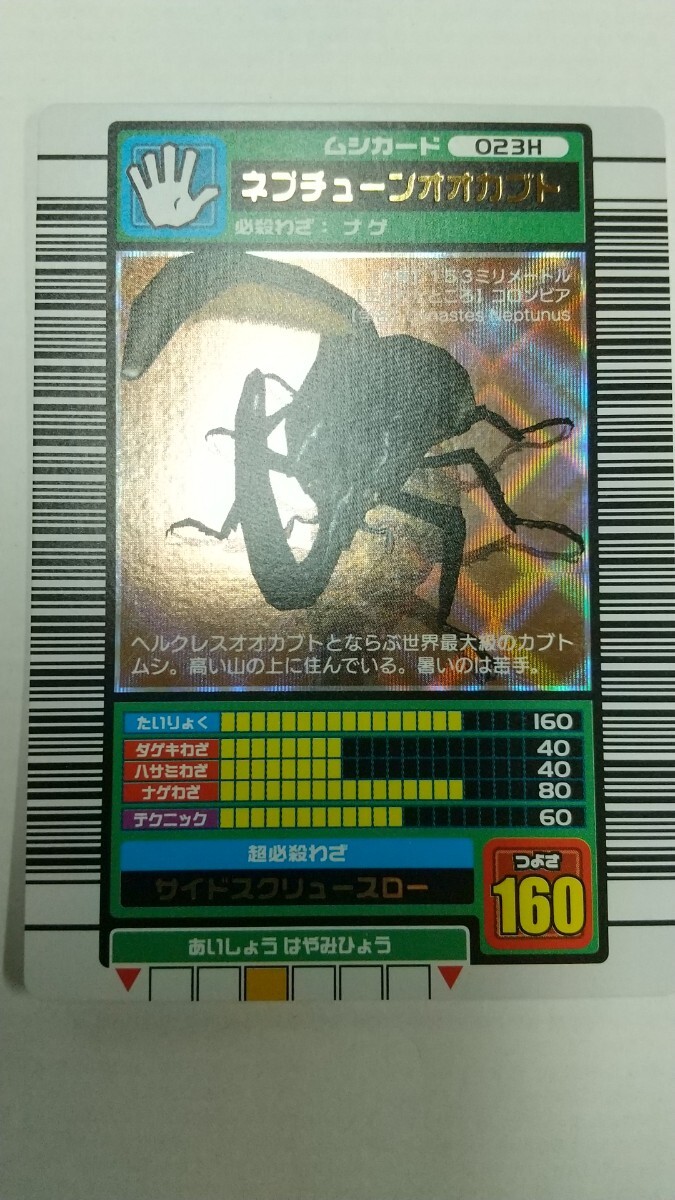 ムシカード 023H
ネプチューンオオカブト
必殺わざ: ナゲ
53ミリメートル
ところ] コロンビア
nastes Neptunus
ヘルクレスオオカブトとならぶ世界最大級のカブト
ムシ。高い山の上に住んでいる。暑いのは苦手。
たいりょく 160
ダゲキわざ 40
ハサミわざ 40
ナゲわざ 80
テクニック 60
超必殺わざ
サイドスクリュースロー
つよさ
160
あいしょう はやみひょう